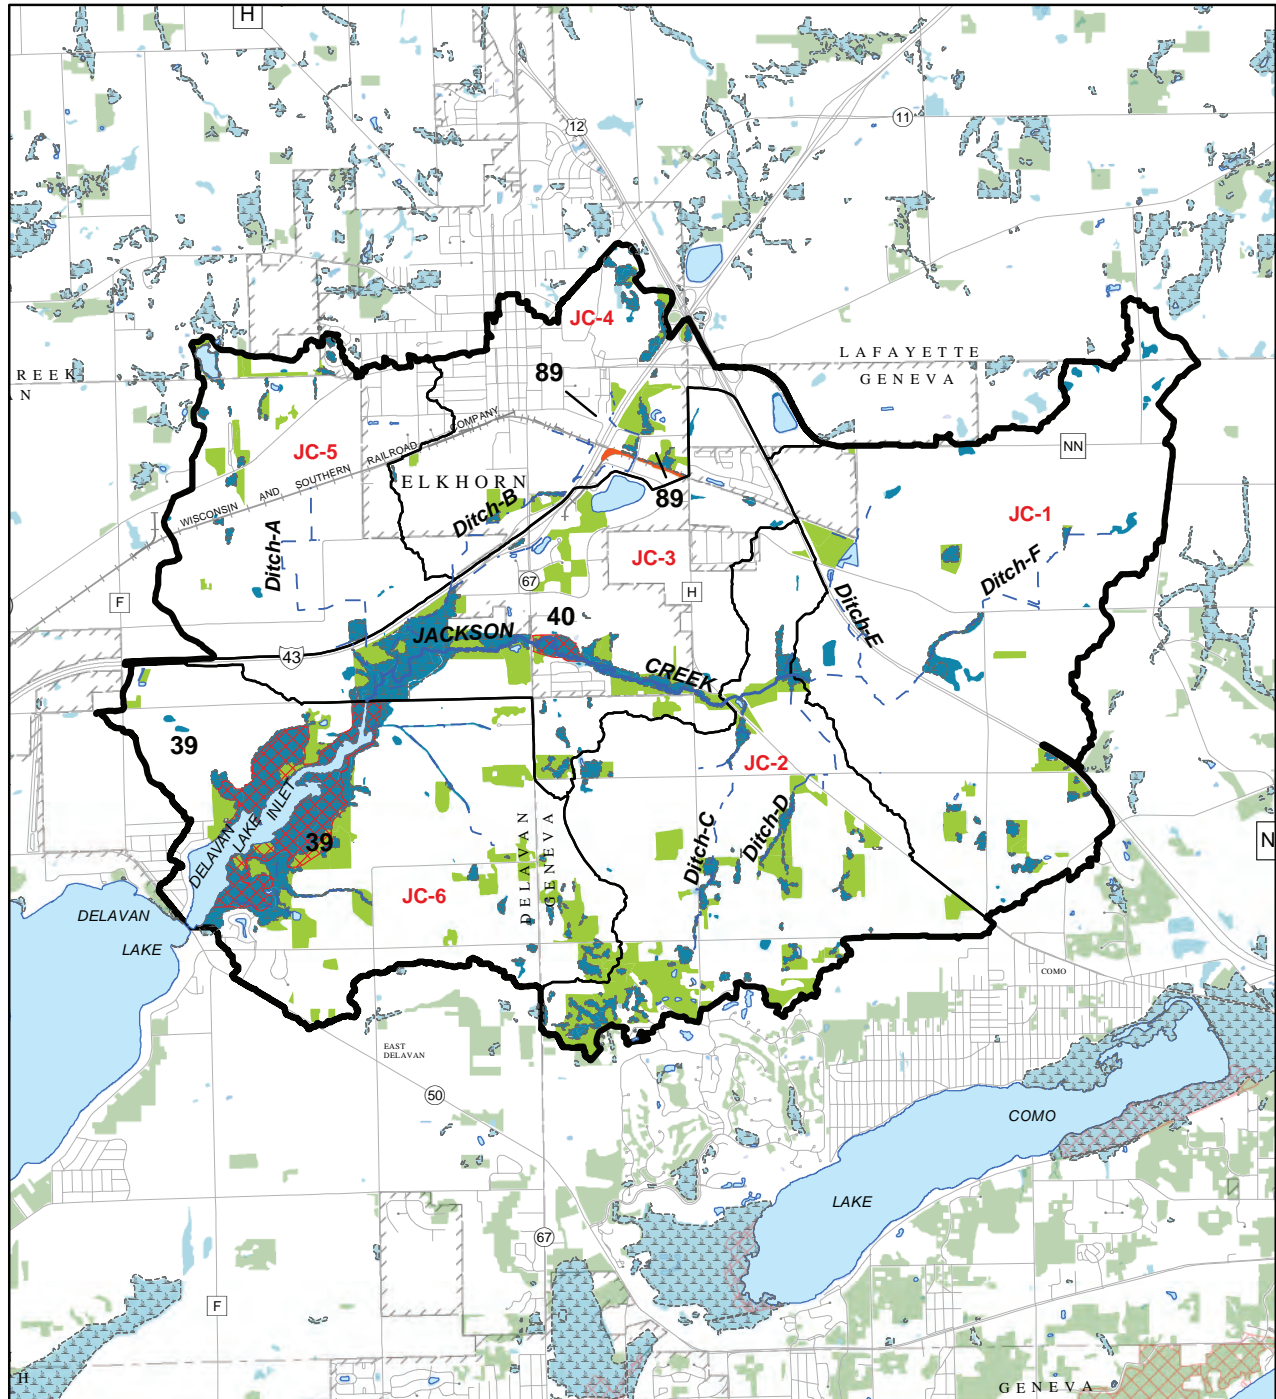 H
12
11
JC-4
LAFAYETTE
GENEVA
REEK
N
89
WISCONSIN AND SOUTHERN RAILROAD COMPANY
NN
JC-5
ELKHORN
89
Ditch-B
JC-1
Ditch-A
JC-3
Ditch-F
67
H
F
Ditch-E
40
JACKSON
CREEK
43
39
JC-2
DELAVAN
LAKE
INLET
39
Ditch-C
Ditch-D
N
DELAVAN
GENEVA
JC-6
DELAVAN
LAKE
COMO
EAST
DELAVAN
50
COMO
LAKE
67
F
H
GENEVA